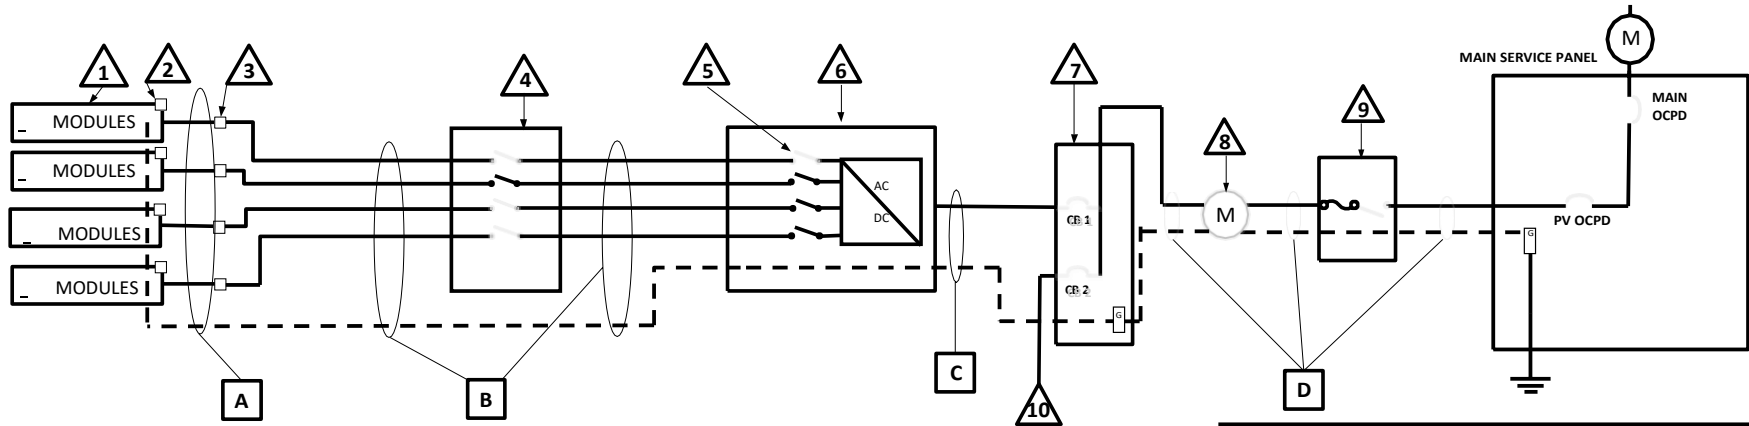 M
MAIN SERVICE PANEL
1
2
3
4
5
6
7
8
9
MAIN
OCPD
MODULES
MODULES
MODULES
MODULES
AC
DC
CB 1
CB 2
M
G
G
PV OCPD
A
B
C
D
10